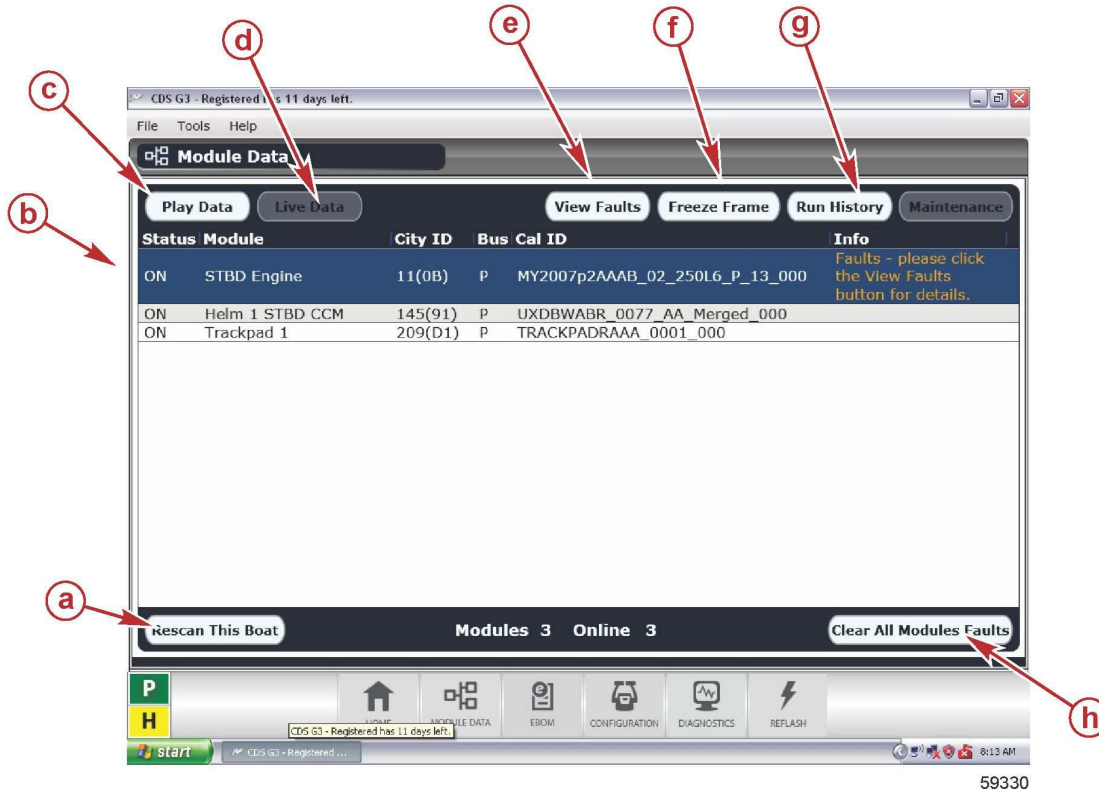 e f g
d
c
CDS G3 - Registered has 11 days left.
File Tools Help
Module Data
Play Data Live Data View Faults Freeze Frame Run History Maintenance
b
Status Module City ID Bus Cal ID Info
ON STBD Engine 11(0B) P MY2007p2AAAB_02_250L6_P_13_000 Faults - please click
the View Faults
button for details.
ON Helm 1 STBD CCM 145(91) P UXDBWABR_0077_AA_Merged_000
ON Trackpad 1 209(D1) P TRACKPADRAAA_0001_000
a
Rescan This Boat Modules 3 Online 3 Clear All Modules Faults
P
H
h
HOME MODULE DATA EBOM CONFIGURATION DIAGNOSTICS REFLASH
CDS G3 - Registered has 11 days left.
start CDS G3 - Registered ... 8:13 AM
59330